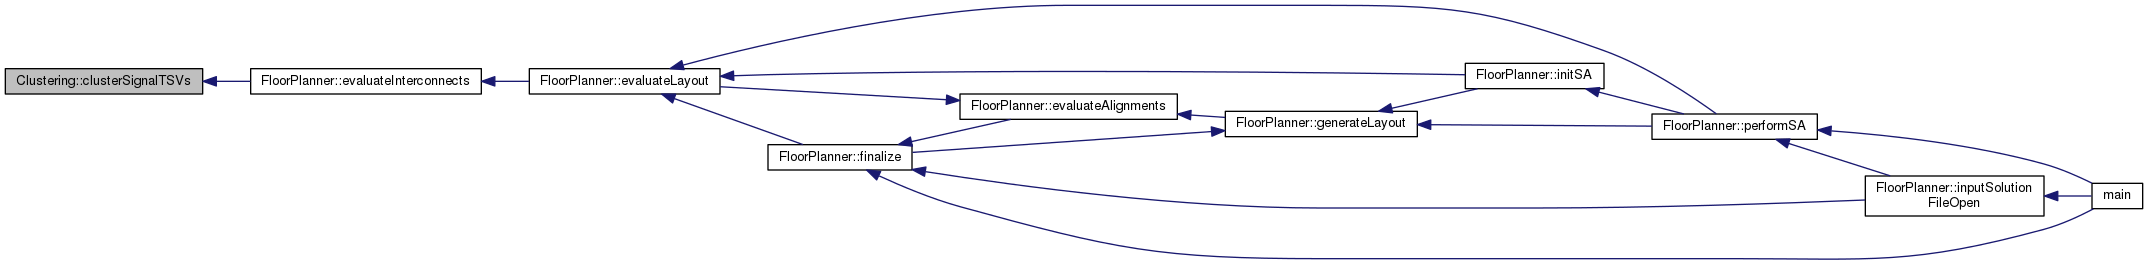 Clustering::clusterSignalTSVs
FloorPlanner::evaluateInterconnects
FloorPlanner::evaluateLayout
FloorPlanner::finalize
FloorPlanner::evaluateAlignments
FloorPlanner::generateLayout
FloorPlanner::initSA
FloorPlanner::performSA
FloorPlanner::inputSolution
FileOpen
main